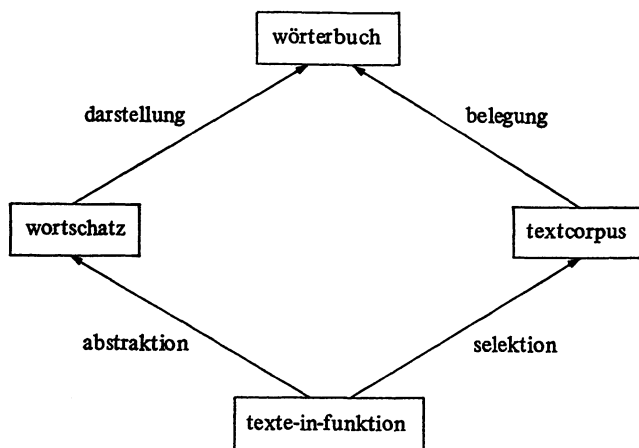 wörterbuch
darstellung
belegung
wortschatz
textcorpus
abstraktion
selektion
texte-in-funktion